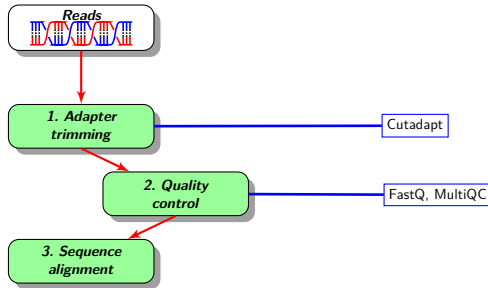 Reads
1. Adapter
trimming
Cutadapt
2. Quality
control
FastQ, MultiQC
3. Sequence
alignment